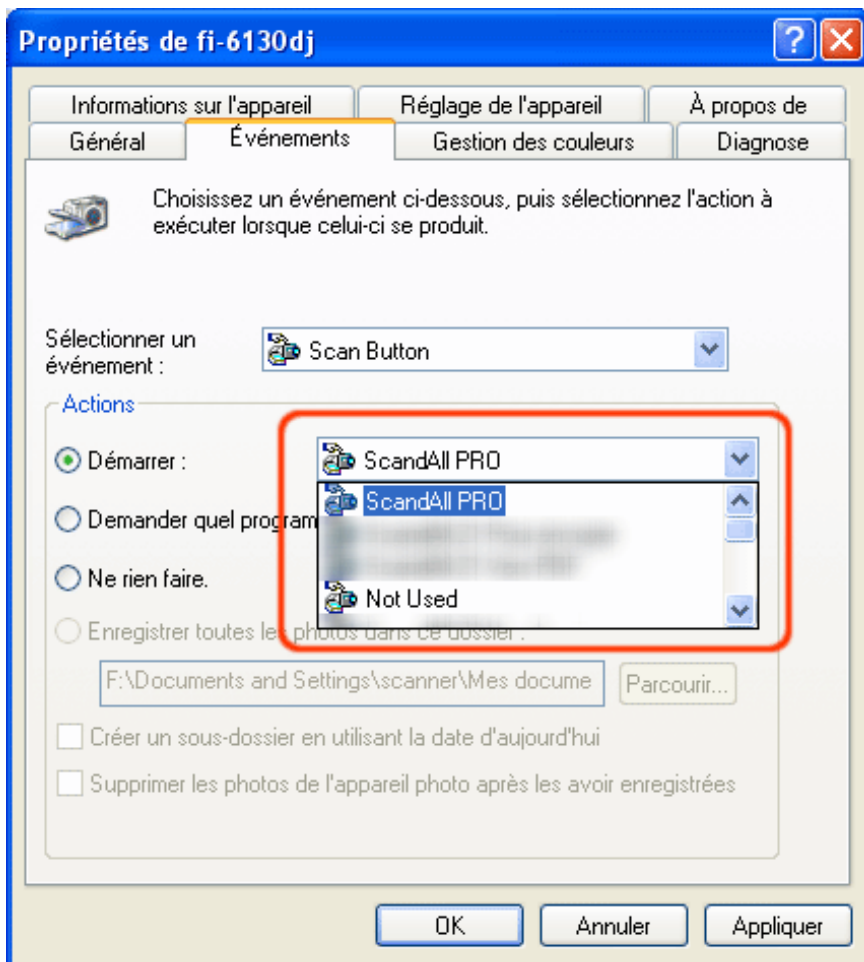 Propriétés de fi-6130dj
Informations sur l'appareil Réglage de l'appareil À propos de
Général Événements Gestion des couleurs Diagnose
Choisissez un événement ci-dessous, puis sélectionnez l'action à
exécuter lorsque celui-ci se produit.
Sélectionner un
événement :
Scan Button
Actions
Démarrer :
ScandAll PRO
ScandAll PRO
Demander quel program
Ne rien faire.
Not Used
Enregistrer toutes les photos dans ce dossier :
F:\Documents and Settings\scanner\Mes docume
Parcourir...
Créer un sous-dossier en utilisant la date d'aujourd'hui
Supprimer les photos de l'appareil photo après les avoir enregistrées
OK Annuler Appliquer